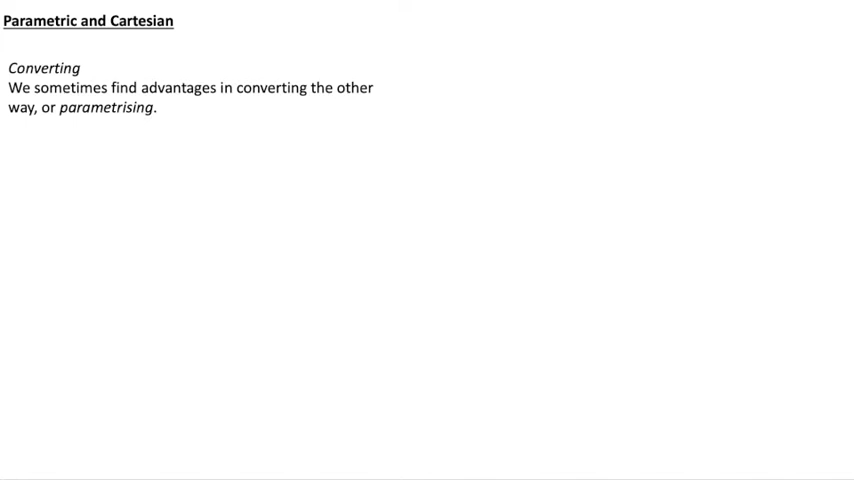 Parametric and Cartesian
Converting
We sometimes find advantages in converting the other
way, or parametrising.